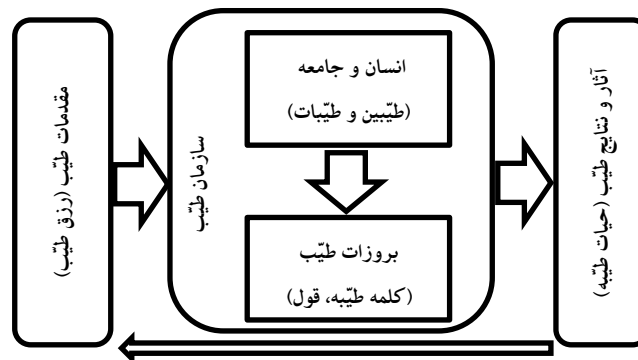 مقدمات طیّب (رزق طیّب)
سازمان طیّب
انسان و جامعه
(طیّبین و طیّبات)
بروزات طیّب
(کلمه طیّبه، قول)
آثار و نتایج طیّب (حیات طیّبه)